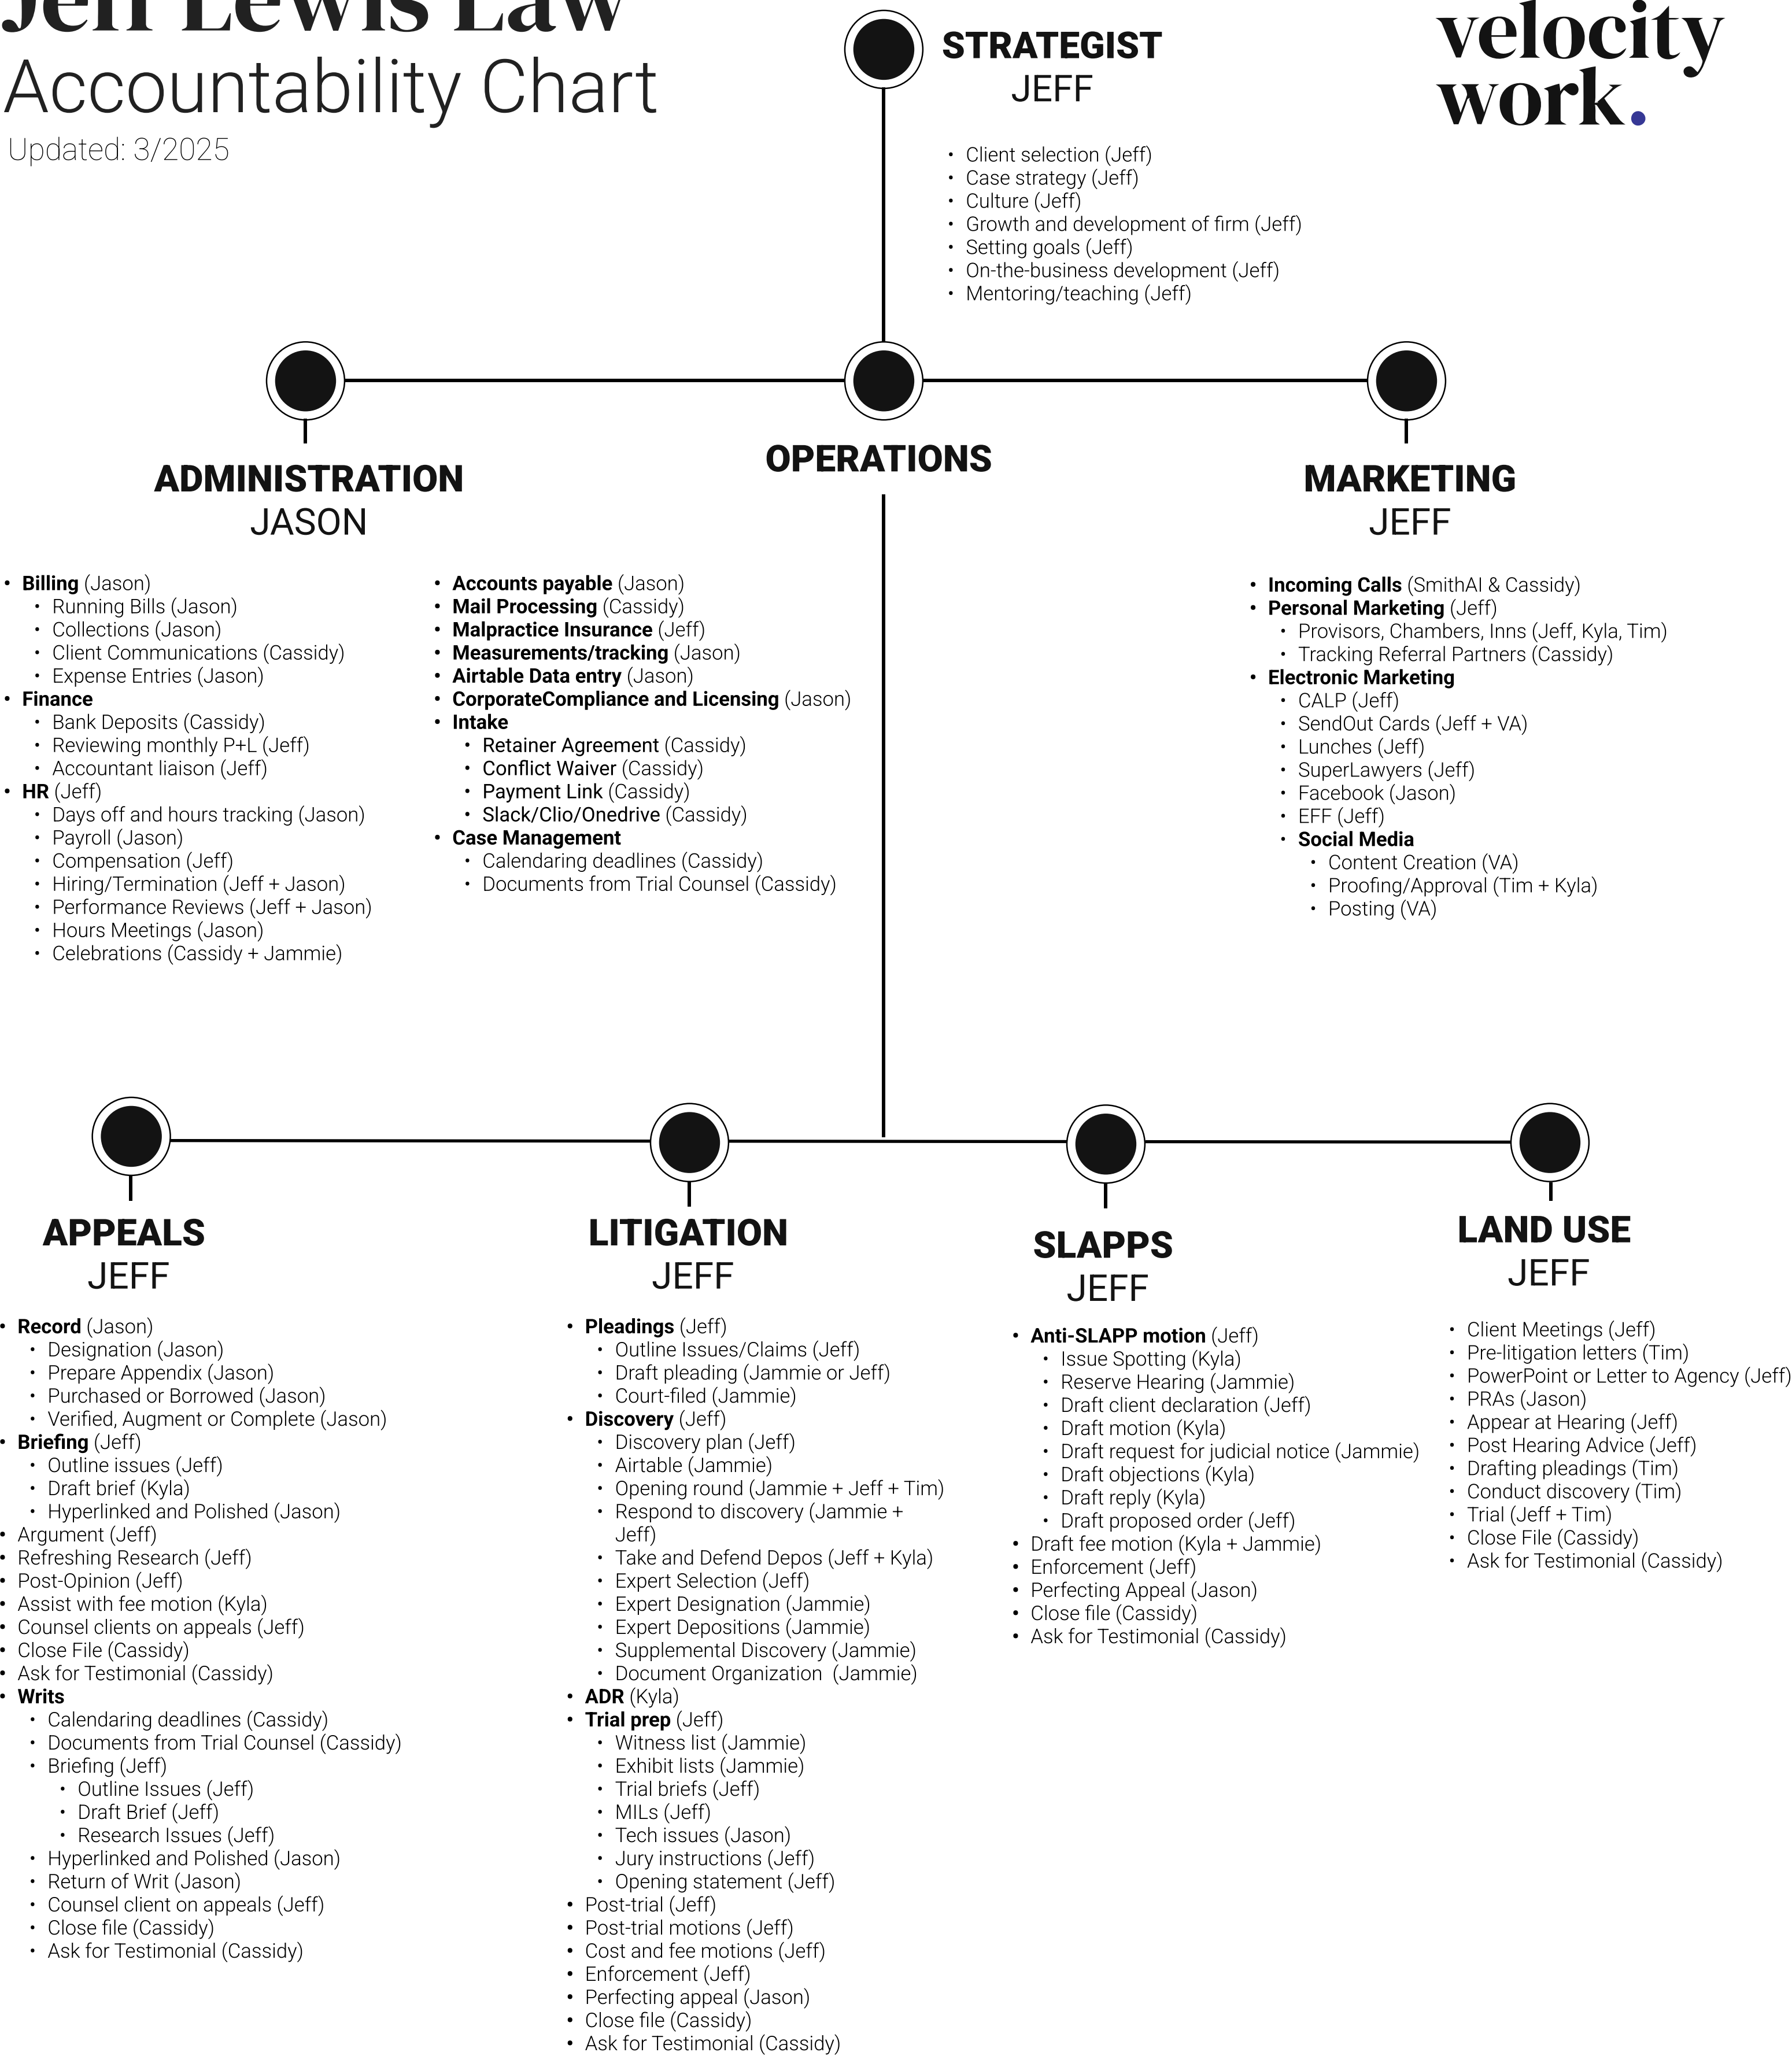 Jeff Lewis Law
Accountability Chart
Updated: 3/2025
velocity
work.
STRATEGIST
JEFF
• Client selection (Jeff)
• Case strategy (Jeff)
• Culture (Jeff)
• Growth and development of firm (Jeff)
• Setting goals (Jeff)
• On-the-business development (Jeff)
• Mentoring/teaching (Jeff)
ADMINISTRATION
JASON
• Billing (Jason)
• Running Bills (Jason)
• Collections (Jason)
• Client Communications (Cassidy)
• Expense Entries (Jason)
• Finance
• Bank Deposits (Cassidy)
• Reviewing monthly P+L (Jeff)
• Accountant liaison (Jeff)
• HR (Jeff)
• Days off and hours tracking (Jason)
• Payroll (Jason)
• Compensation (Jeff)
• Hiring/Termination (Jeff + Jason)
• Performance Reviews (Jeff + Jason)
• Hours Meetings (Jason)
• Celebrations (Cassidy + Jammie)
• Accounts payable (Jason)
• Mail Processing (Cassidy)
• Malpractice Insurance (Jeff)
• Measurements/tracking (Jason)
• Airtable Data entry (Jason)
• CorporateCompliance and Licensing (Jason)
• Intake
• Retainer Agreement (Cassidy)
• Conflict Waiver (Cassidy)
• Payment Link (Cassidy)
• Slack/Clio/Onedrive (Cassidy)
• Case Management
• Calendaring deadlines (Cassidy)
• Documents from Trial Counsel (Cassidy)
OPERATIONS
MARKETING
JEFF
• Incoming Calls (SmithAI & Cassidy)
• Personal Marketing (Jeff)
• Provisors, Chambers, Inns (Jeff, Kyla, Tim)
• Tracking Referral Partners (Cassidy)
• Electronic Marketing
• CALP (Jeff)
• SendOut Cards (Jeff + VA)
• Lunches (Jeff)
• SuperLawyers (Jeff)
• Facebook (Jason)
• EFF (Jeff)
• Social Media
• Content Creation (VA)
• Proofing/Approval (Tim + Kyla)
• Posting (VA)
APPEALS
JEFF
• Record (Jason)
• Designation (Jason)
• Prepare Appendix (Jason)
• Purchased or Borrowed (Jason)
• Verified, Augment or Complete (Jason)
• Briefing (Jeff)
• Outline issues (Jeff)
• Draft brief (Kyla)
• Hyperlinked and Polished (Jason)
• Argument (Jeff)
• Refreshing Research (Jeff)
• Post-Opinion (Jeff)
• Assist with fee motion (Kyla)
• Counsel clients on appeals (Jeff)
• Close File (Cassidy)
• Ask for Testimonial (Cassidy)
• Writs
• Calendaring deadlines (Cassidy)
• Documents from Trial Counsel (Cassidy)
• Briefing (Jeff)
• Outline Issues (Jeff)
• Draft Brief (Jeff)
• Research Issues (Jeff)
• Hyperlinked and Polished (Jason)
• Return of Writ (Jason)
• Counsel client on appeals (Jeff)
• Close file (Cassidy)
• Ask for Testimonial (Cassidy)
LITIGATION
JEFF
• Pleadings (Jeff)
• Outline Issues/Claims (Jeff)
• Draft pleading (Jammie or Jeff)
• Court-filed (Jammie)
• Discovery (Jeff)
• Discovery plan (Jeff)
• Airtable (Jammie)
• Opening round (Jammie + Jeff + Tim)
• Respond to discovery (Jammie +
Jeff)
• Take and Defend Depos (Jeff + Kyla)
• Expert Selection (Jeff)
• Expert Designation (Jammie)
• Expert Depositions (Jammie)
• Supplemental Discovery (Jammie)
• Document Organization (Jammie)
• ADR (Kyla)
• Trial prep (Jeff)
• Witness list (Jammie)
• Exhibit lists (Jammie)
• Trial briefs (Jeff)
• MILs (Jeff)
• Tech issues (Jason)
• Jury instructions (Jeff)
• Opening statement (Jeff)
• Post-trial (Jeff)
• Post-trial motions (Jeff)
• Cost and fee motions (Jeff)
• Enforcement (Jeff)
• Perfecting appeal (Jason)
• Close file (Cassidy)
• Ask for Testimonial (Cassidy)
SLAPPS
JEFF
• Anti-SLAPP motion (Jeff)
• Issue Spotting (Kyla)
• Reserve Hearing (Jammie)
• Draft client declaration (Jeff)
• Draft motion (Kyla)
• Draft request for judicial notice (Jammie)
• Draft objections (Kyla)
• Draft reply (Kyla)
• Draft proposed order (Jeff)
• Draft fee motion (Kyla + Jammie)
• Enforcement (Jeff)
• Perfecting Appeal (Jason)
• Close file (Cassidy)
• Ask for Testimonial (Cassidy)
LAND USE
JEFF
• Client Meetings (Jeff)
• Pre-litigation letters (Tim)
• PowerPoint or Letter to Agency (Jeff)
• PRAs (Jason)
• Appear at Hearing (Jeff)
• Post Hearing Advice (Jeff)
• Drafting pleadings (Tim)
• Conduct discovery (Tim)
• Trial (Jeff + Tim)
• Close File (Cassidy)
• Ask for Testimonial (Cassidy)